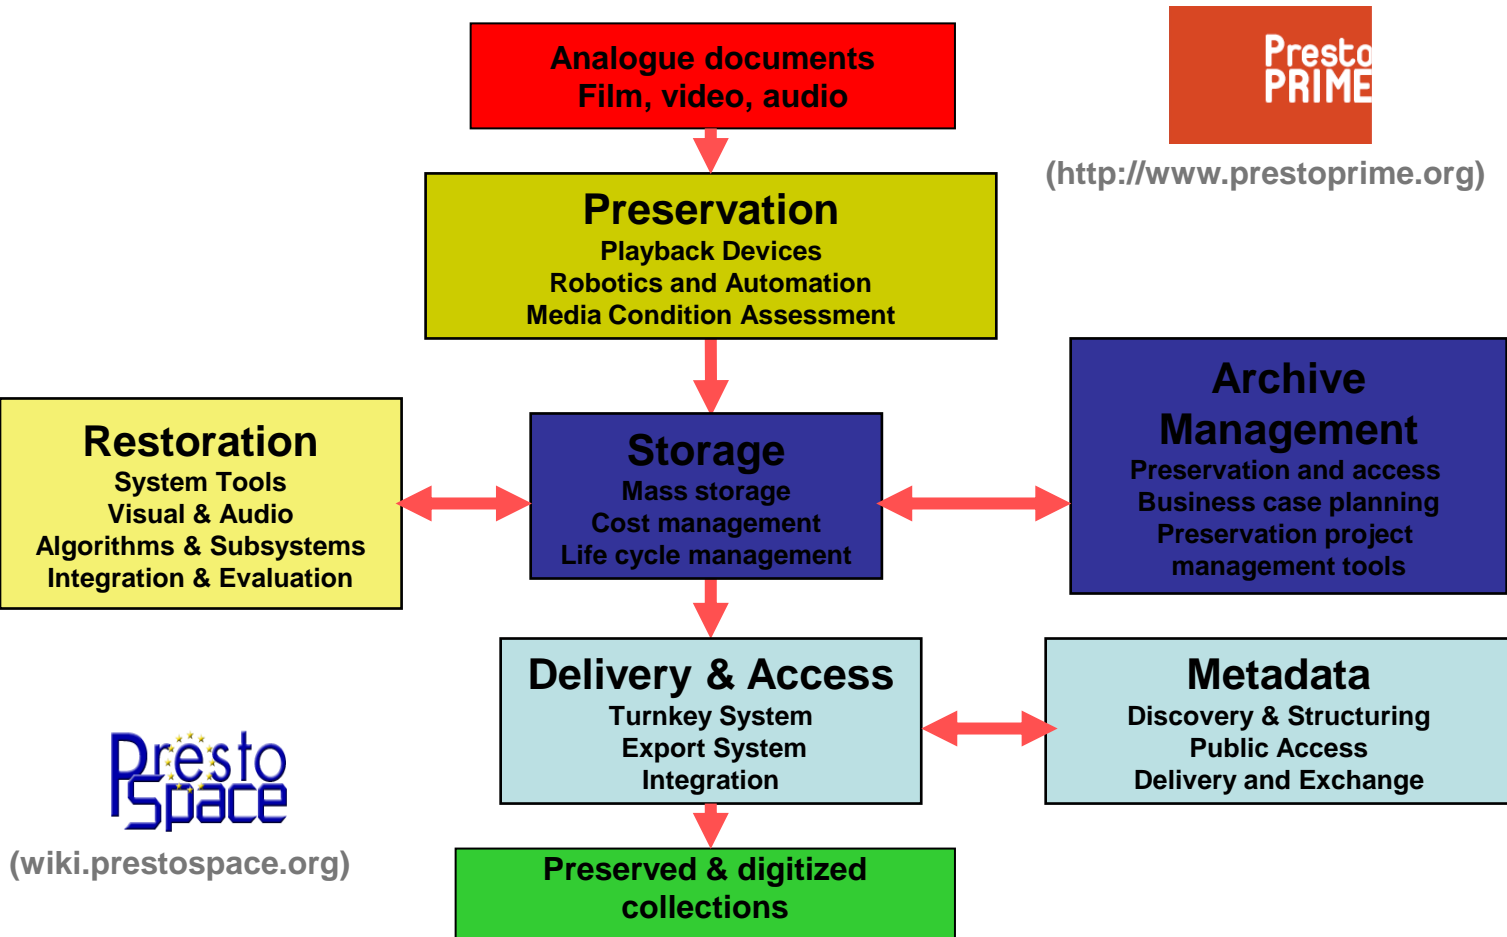 Analogue documents
Film, video, audio
Presto
PRIME
(http://www.prestoprime.org)
Preservation
Playback Devices
Robotics and Automation
Media Condition Assessment
Archive
Management
Preservation and access
Business case planning
Preservation project
management tools
Restoration
System Tools
Visual & Audio
Algorithms & Subsystems
Integration & Evaluation
Storage
Mass storage
Cost management
Life cycle management
Delivery & Access
Turnkey System
Export System
Integration
Metadata
Discovery & Structuring
Public Access
Delivery and Exchange
Presto
Space
(wiki.prestospace.org)
Preserved & digitized
collections